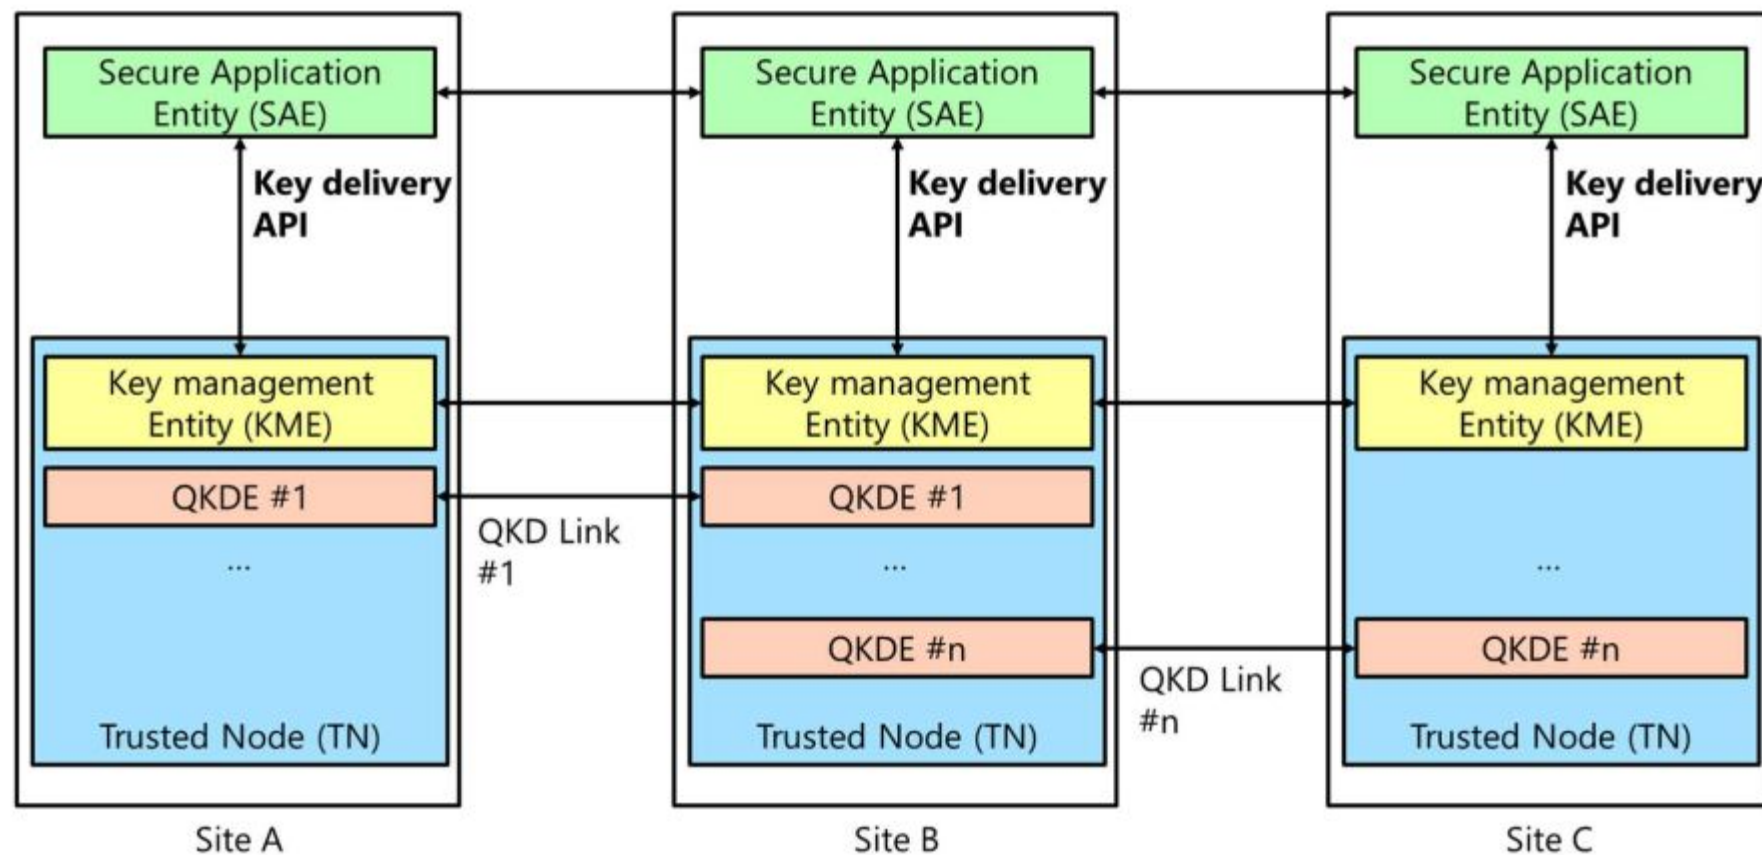 Secure Application
Entity (SAE)
Key delivery
API
Key management
Entity (KME)
QKDE #1
...
Trusted Node (TN)
Site A
QKD Link
#1
Secure Application
Entity (SAE)
Key delivery
API
Key management
Entity (KME)
QKDE #1
...
QKDE #n
Trusted Node (TN)
Site B
QKD Link
#n
Secure Application
Entity (SAE)
Key delivery
API
Key management
Entity (KME)
...
QKDE #n
Trusted Node (TN)
Site C